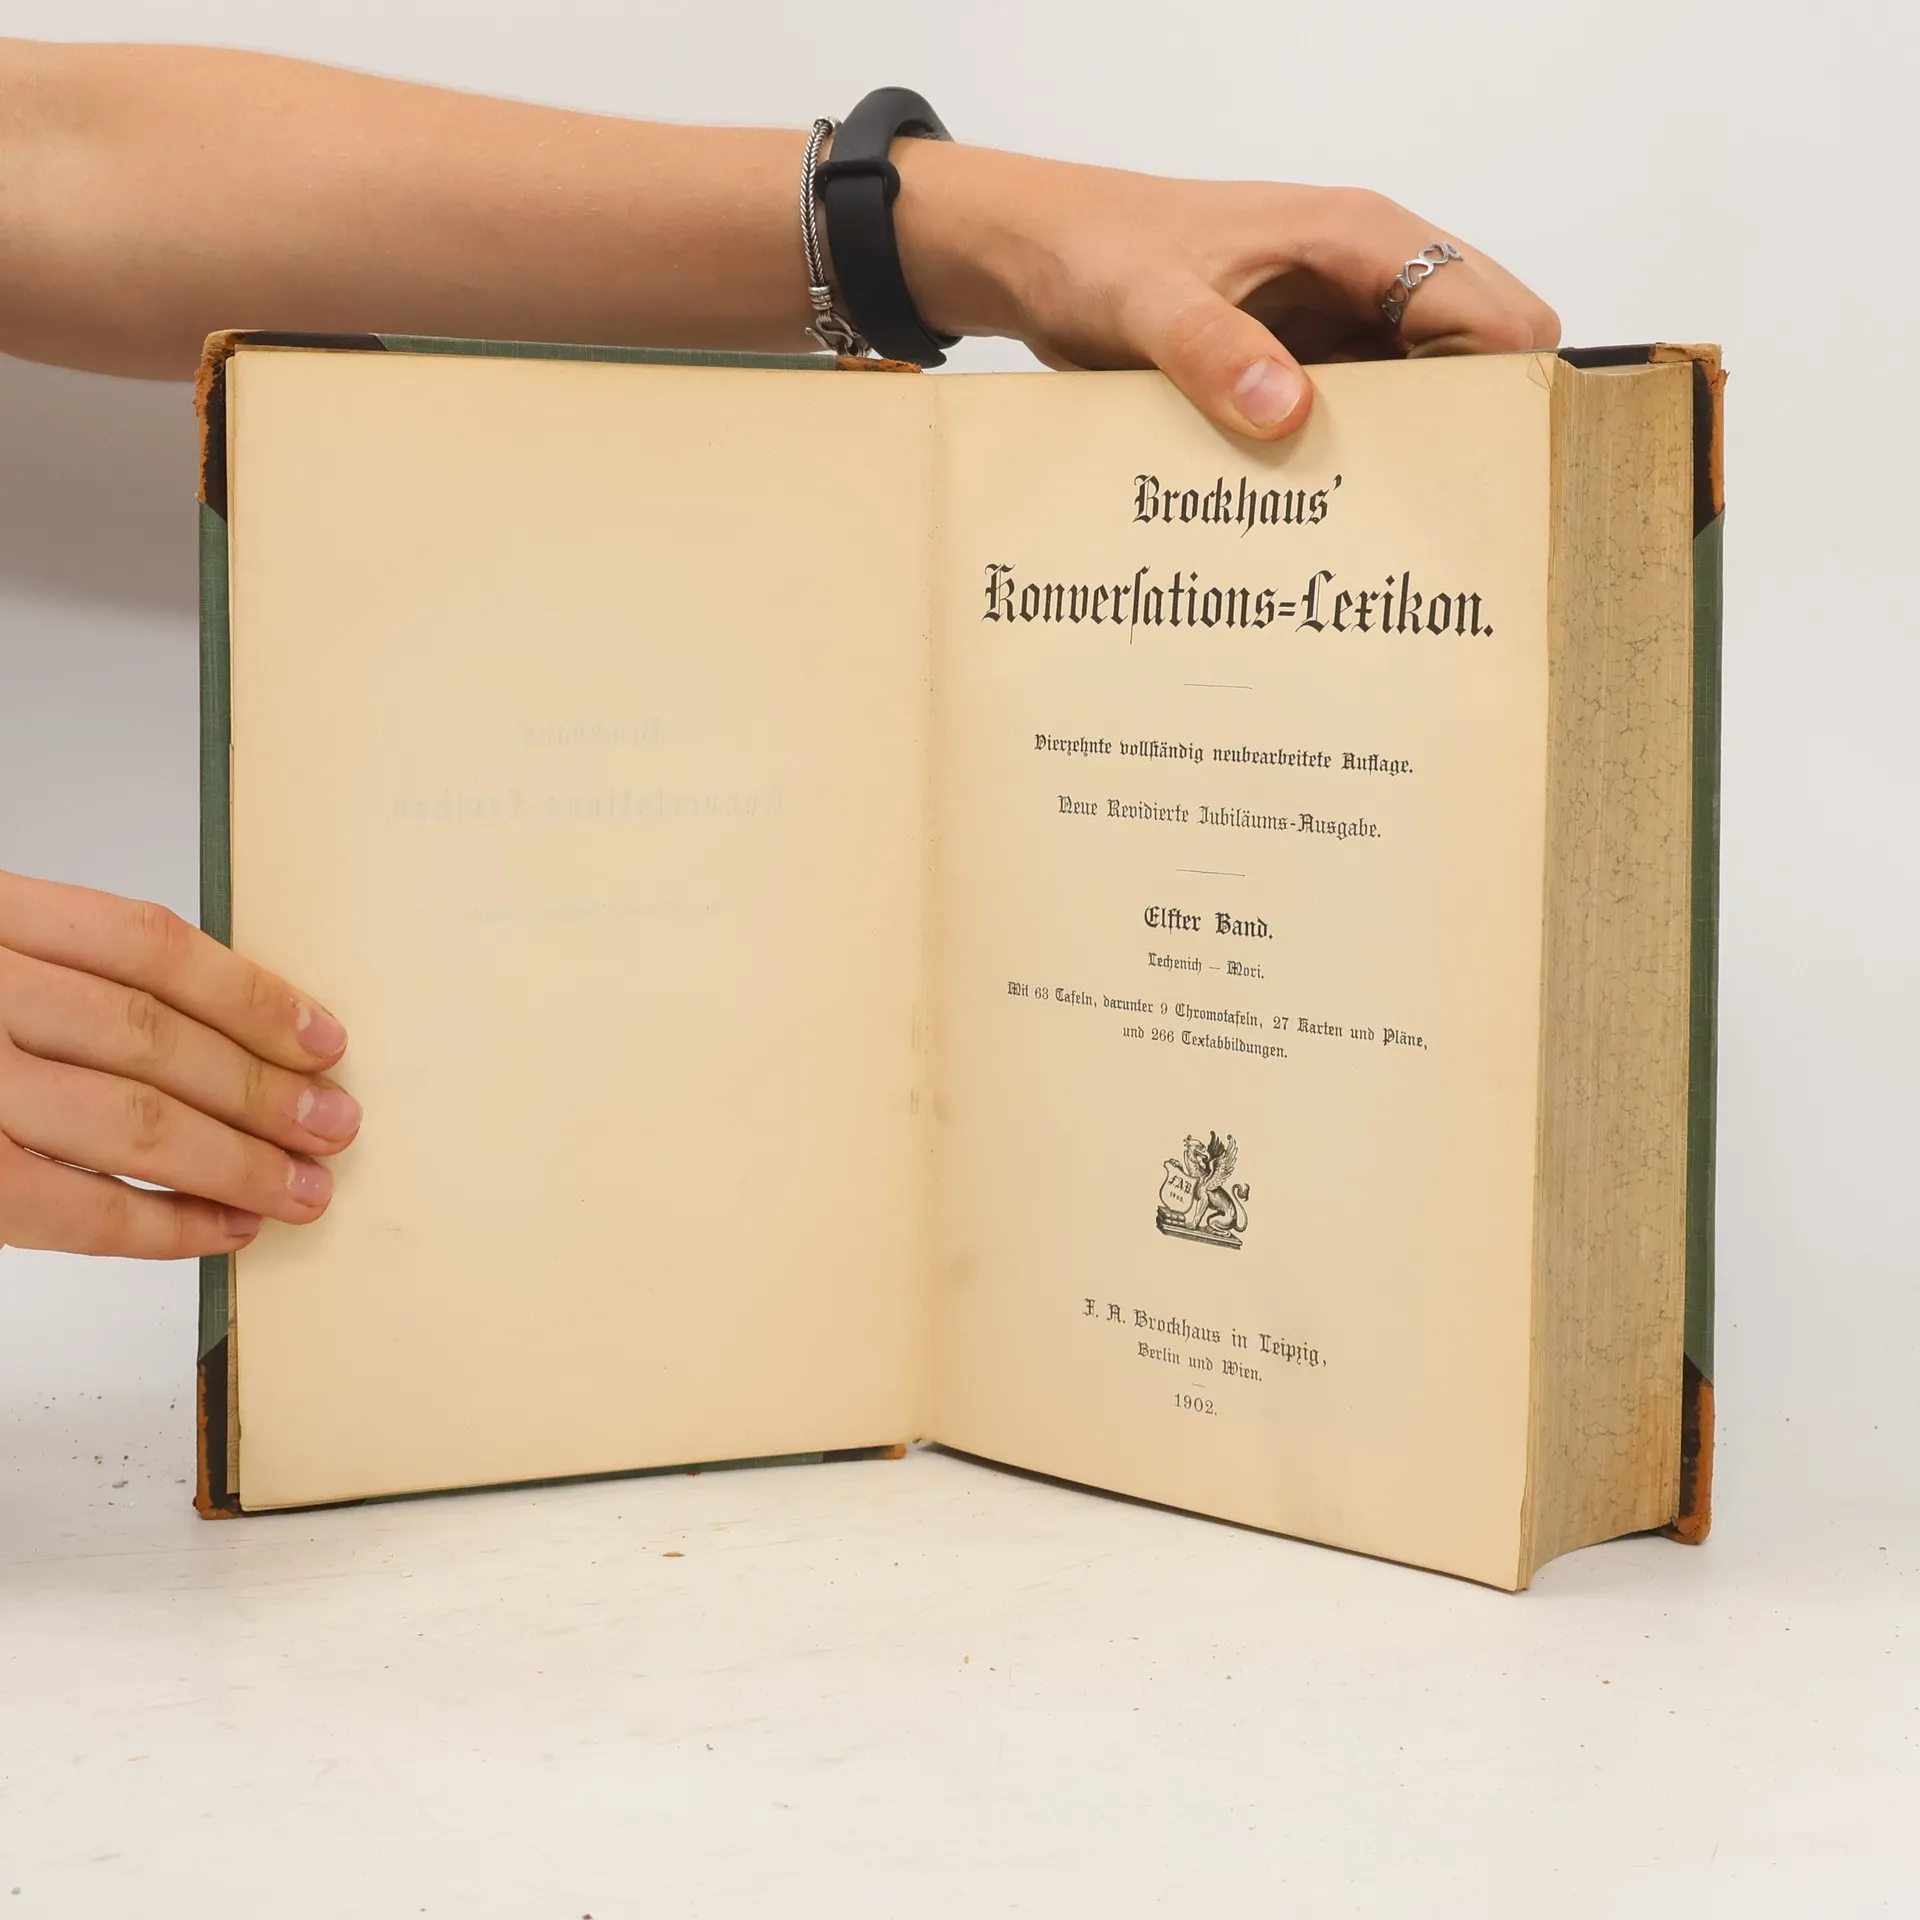 Brockhaus’
Konverſations=Lexikon.
Vierzehnte vollſtändig neubearbeitete Auflage.
Neue Revidierte Jubiläums-Ausgabe.
Elfter Band.
Lechenich — Mori.
Mit 63 Tafeln, darunter 9 Chromotafeln, 27 Karten und Pläne,
und 266 Textabbildungen.
F.A.B
F. A. Brockhaus in Leipzig,
Berlin und Wien.
1902.